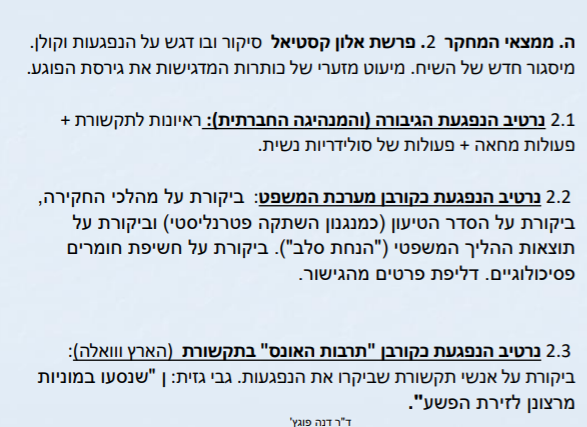 ה. ממצאי המחקר 2. פרשת אלון קסטיאל סיקור ובו דגש על הנפגעות וקולן.
מיסגור חדש של השיח. מיעוט מזערי של כותרות המדגישות את גירסת הפוגע.
2.1 נרטיב הנפגעת הגיבורה (והמנהיגה החברתית): ראיונות לתקשורת +
פעולות מחאה + פעולות של סולידריות נשית.
2.2 נרטיב הנפגעת כקורבן מערכת המשפט: ביקורת על מהלכי החקירה,
ביקורת על הסדר הטיעון (כמנגנון השתקה פטרנליסטי) וביקורת על
תוצאות ההליך המשפטי ("הנחת סלב"). ביקורת על חשיפת חומרים
פסיכולוגיים. דליפת פרטים מהגישור.
2.3 נרטיב הנפגעת כקורבן "תרבות האונס" בתקשורת (הארץ וואלה):
ביקורת על אנשי תקשורת שביקרו את הנפגעות. גבי גזית: ן "שנסעו במוניות
מרצונן לזירת הפשע".
ד"ר דנה פוגץ'